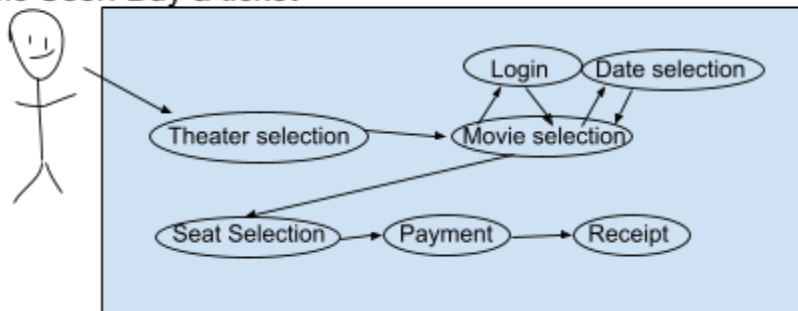 Buy a ticket
Login
Date selection
Theater selection
Movie selection
Seat Selection
Payment
Receipt